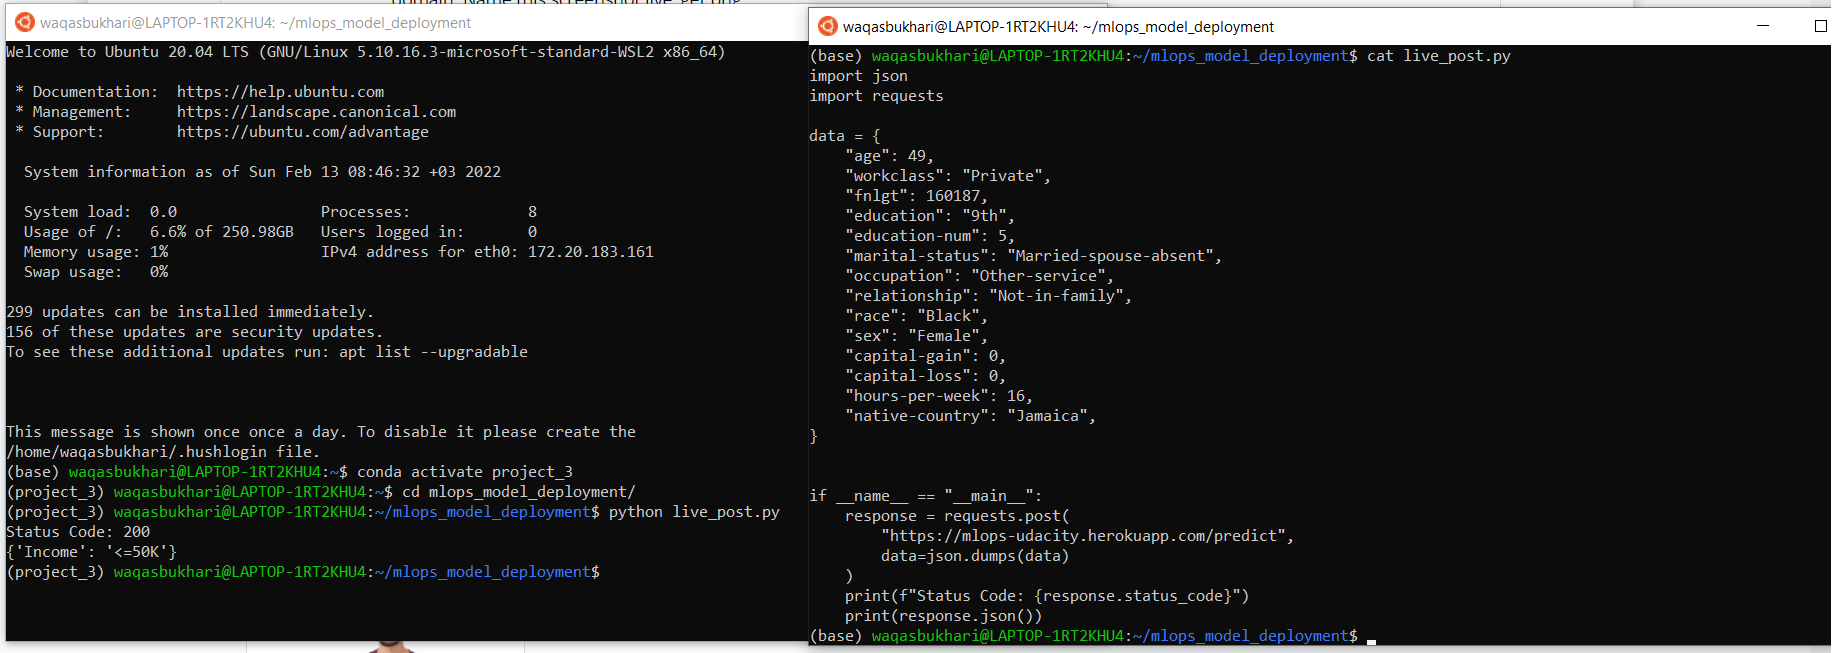 domain. Name this screenshot live_get.png
waqasbukhari@LAPTOP-1RT2KHU4: ~/mlops_model_deployment
Welcome to Ubuntu 20.04 LTS (GNU/Linux 5.10.16.3-microsoft-standard-WSL2 x86_64)
* Documentation:  https://help.ubuntu.com
* Management:     https://landscape.canonical.com
* Support:        https://ubuntu.com/advantage
System information as of Sun Feb 13 08:46:32 +03 2022
System load:  0.0                Processes:             8
Usage of /:   6.6% of 250.98GB   Users logged in:       0
Memory usage: 1%                 IPv4 address for eth0: 172.20.183.161
Swap usage:   0%
299 updates can be installed immediately.
156 of these updates are security updates.
To see these additional updates run: apt list --upgradable
This message is shown once once a day. To disable it please create the
/home/waqasbukhari/.hushlogin file.
(base) waqasbukhari@LAPTOP-1RT2KHU4:~$ conda activate project_3
(project_3) waqasbukhari@LAPTOP-1RT2KHU4:~$ cd mlops_model_deployment/
(project_3) waqasbukhari@LAPTOP-1RT2KHU4:~/mlops_model_deployment$ python live_post.py
Status Code: 200
{'Income': '<=50K'}
(project_3) waqasbukhari@LAPTOP-1RT2KHU4:~/mlops_model_deployment$
waqasbukhari@LAPTOP-1RT2KHU4: ~/mlops_model_deployment
(base) waqasbukhari@LAPTOP-1RT2KHU4:~/mlops_model_deployment$ cat live_post.py
import json
import requests
data = {
    "age": 49,
    "workclass": "Private",
    "fnlgt": 160187,
    "education": "9th",
    "education-num": 5,
    "marital-status": "Married-spouse-absent",
    "occupation": "Other-service",
    "relationship": "Not-in-family",
    "race": "Black",
    "sex": "Female",
    "capital-gain": 0,
    "capital-loss": 0,
    "hours-per-week": 16,
    "native-country": "Jamaica",
}
if __name__ == "__main__":
    response = requests.post(
        "https://mlops-udacity.herokuapp.com/predict",
        data=json.dumps(data)
    )
    print(f"Status Code: {response.status_code}")
    print(response.json())
(base) waqasbukhari@LAPTOP-1RT2KHU4:~/mlops_model_deployment$